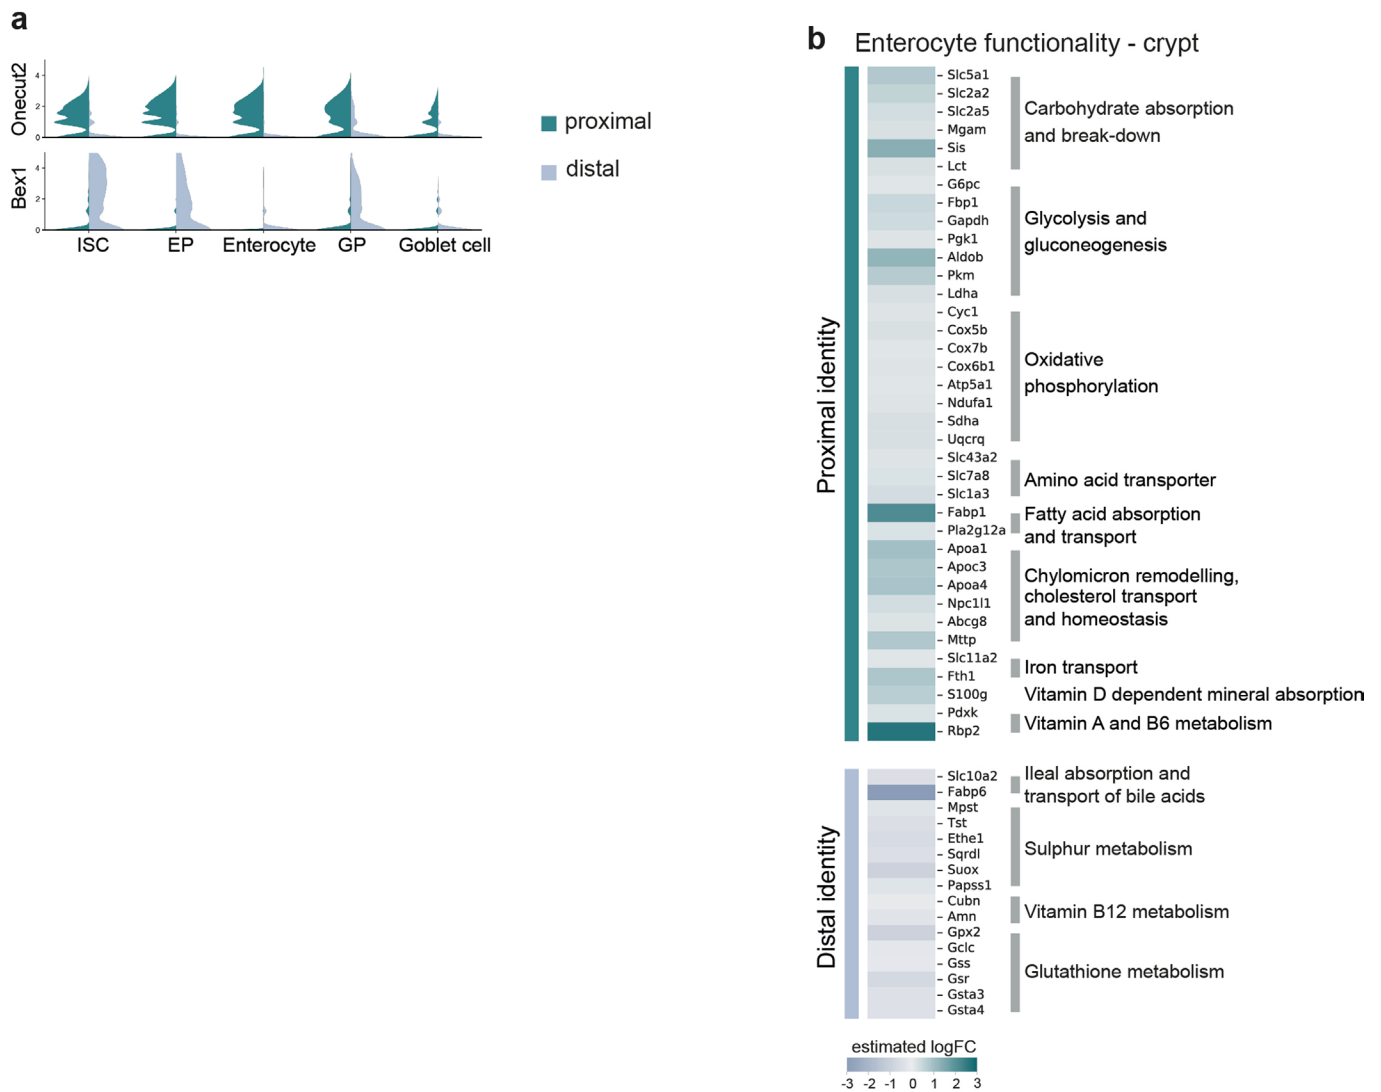 a
Onecut2
4
2
0
Bex1
4
2
0
ISC
EP
Enterocyte
GP
Goblet cell
proximal
distal
b
Enterocyte functionality - crypt
Proximal identity
Slc5a1
Slc2a2
Slc2a5
Mgam
Sis
Lct
G6pc
Fbp1
Gapdh
Pgk1
Aldob
Pkm
Ldha
Cyc1
Cox5b
Cox7b
Cox6b1
Atp5a1
Ndufa1
Sdha
Uqcrq
Slc43a2
Slc7a8
Slc1a3
Fabp1
Pla2g12a
Apoa1
Apoc3
Apoa4
Npc1l1
Abcg8
Mttp
Slc11a2
Fth1
S100g
Pdxk
Rbp2
Carbohydrate absorption
and break-down
Glycolysis and
gluconeogenesis
Oxidative
phosphorylation
Amino acid transporter
Fatty acid absorption
and transport
Chylomicron remodelling,
cholesterol transport
and homeostasis
Iron transport
Vitamin D dependent mineral absorption
Vitamin A and B6 metabolism
Distal identity
Slc10a2
Fabp6
Mpst
Tst
Ethe1
Sqrdl
Suox
Papss1
Cubn
Amn
Gpx2
Gclc
Gss
Gsr
Gsta3
Gsta4
Ileal absorption and
transport of bile acids
Sulphur metabolism
Vitamin B12 metabolism
Glutathione metabolism
estimated logFC
-3 -2 -1 0 1 2 3